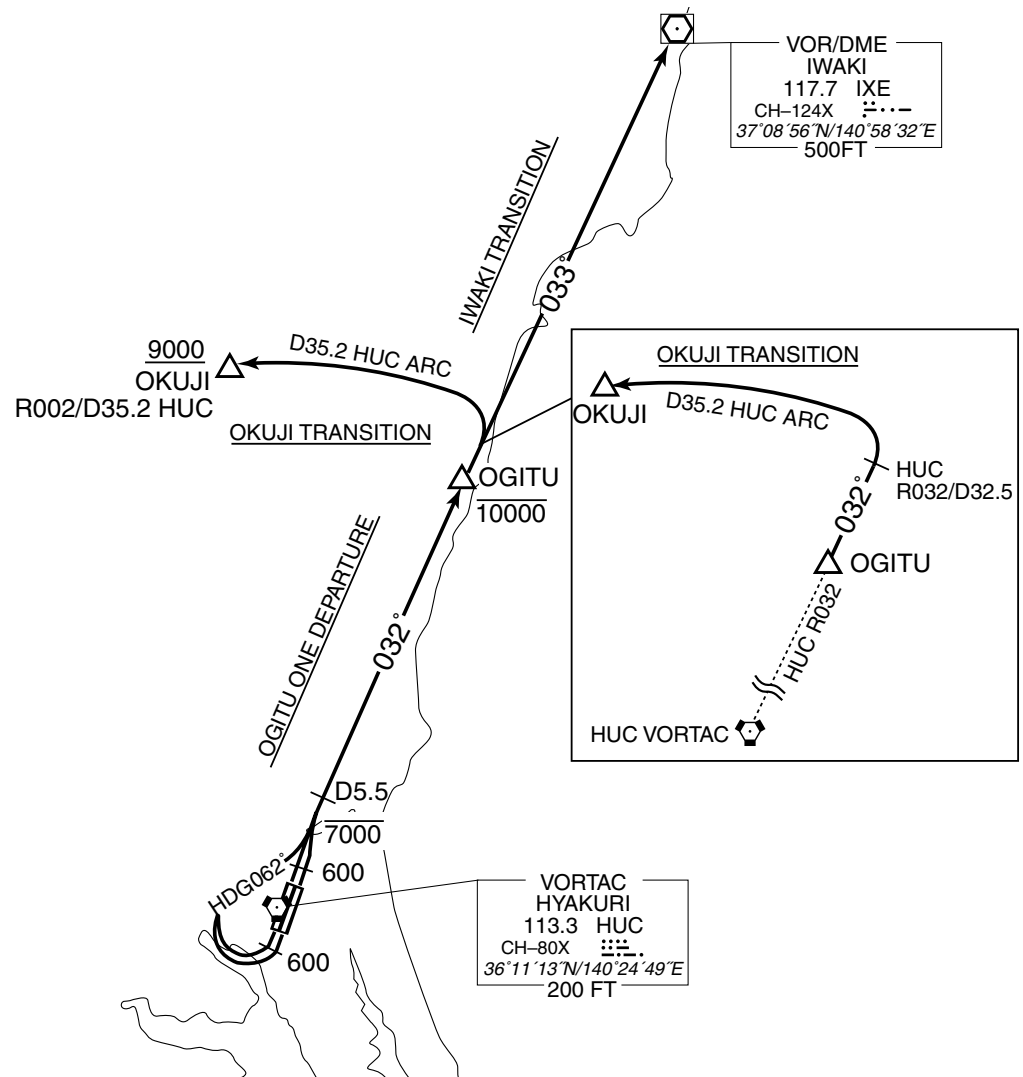 VOR/DME
IWAKI
117.7 IXE
CH–124X
37°08´56˝N/140°58´32˝E
500FT
IWAKI TRANSITION
033°
9000
OKUJI
R002/D35.2 HUC
D35.2 HUC ARC
OKUJI TRANSITION
OGITU
10000
OKUJI TRANSITION
OKUJI
D35.2 HUC ARC
HUC
R032/D32.5
032°
OGITU
HUC R032
HUC VORTAC
OGITU ONE DEPARTURE
032°
D5.5
7000
600
HDG062°
600
VORTAC
HYAKURI
113.3 HUC
CH–80X
36°11´13˝N/140°24´49˝E
200 FT